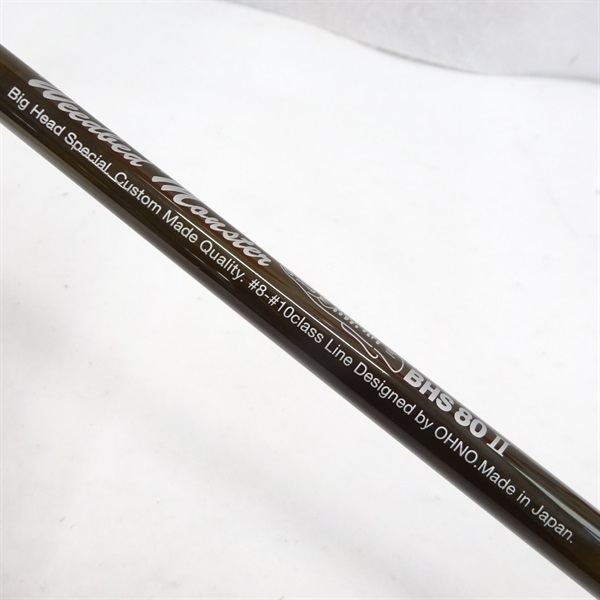 Weedbed Monster BHS 80 II
Big Head Special. Custom Made Quality. #8-#10class Line Designed by OHNO.Made in Japan.